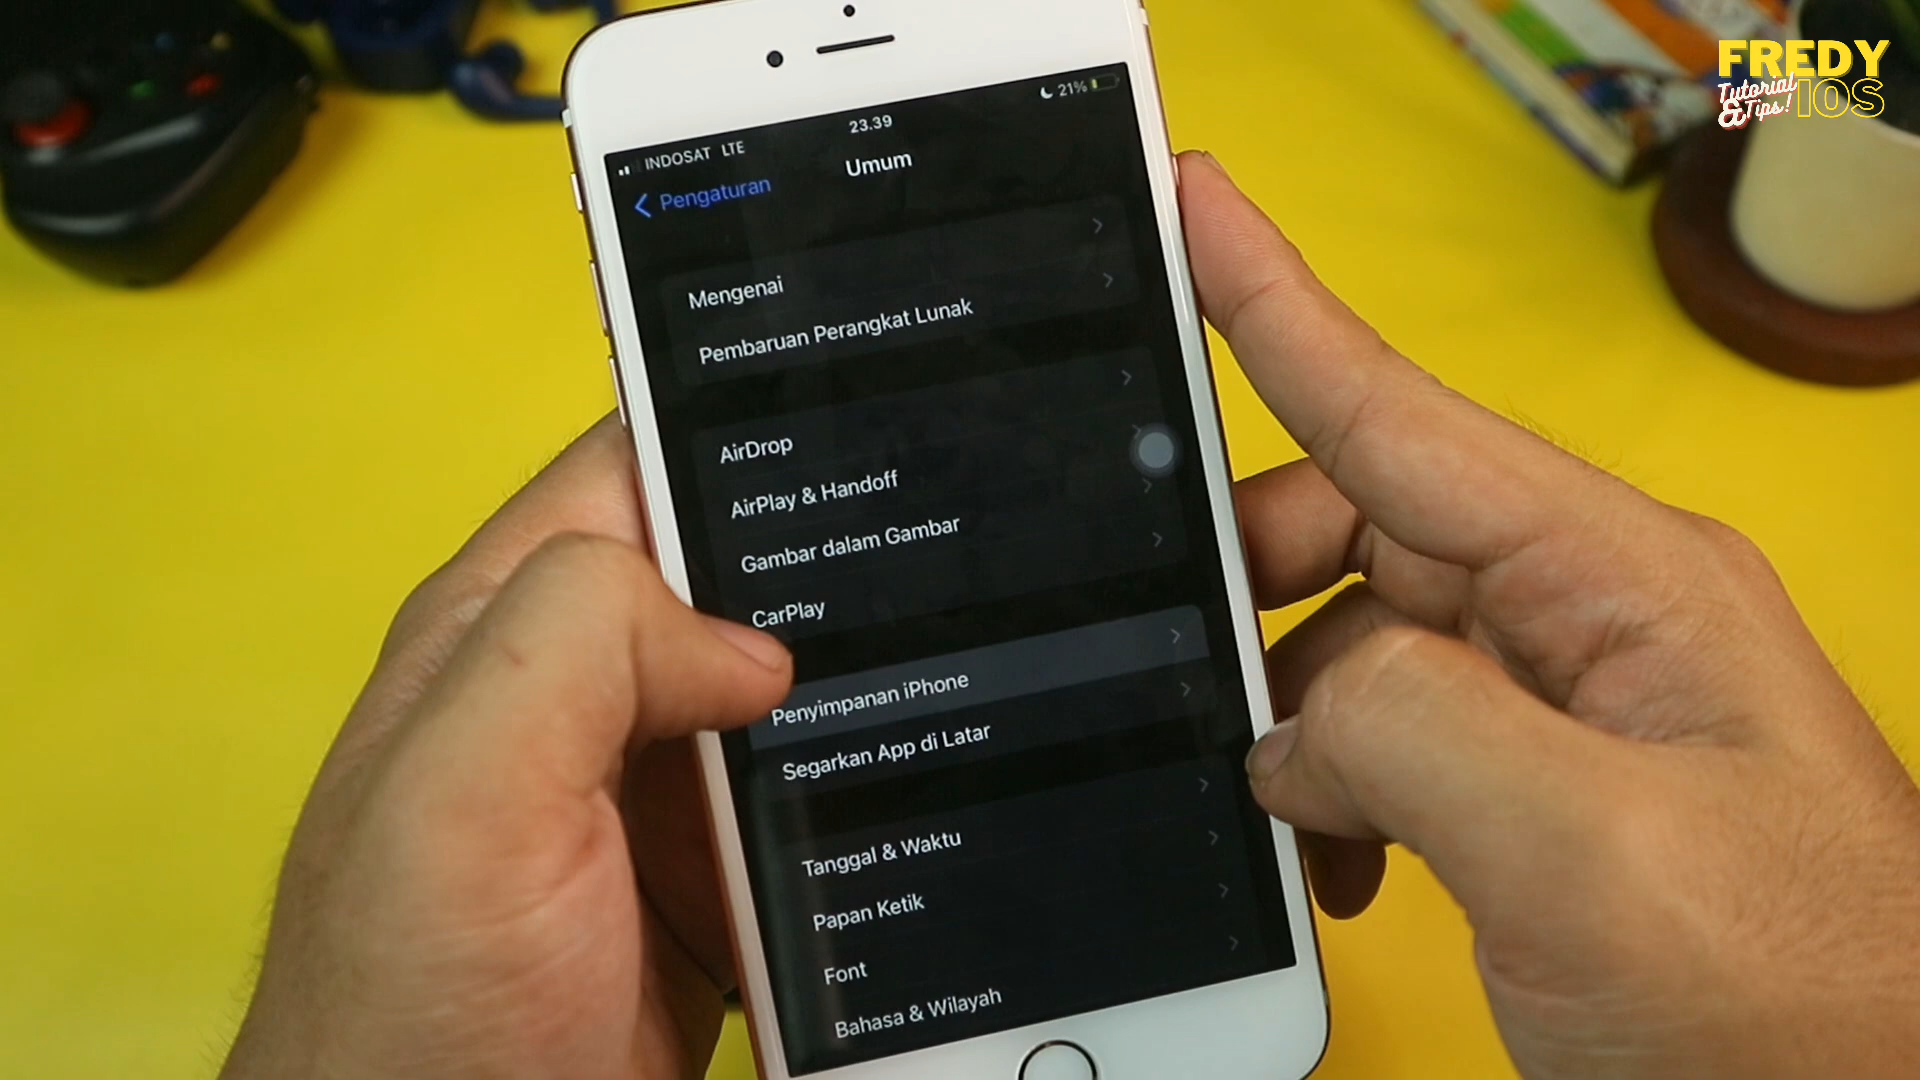 FREDY
Tutorial
& Tips!
IOS
INDOSAT LTE
23.39
21%
Pengaturan
Umum
Mengenai
Pembaruan Perangkat Lunak
AirDrop
AirPlay & Handoff
Gambar dalam Gambar
CarPlay
Penyimpanan iPhone
Segarkan App di Latar
Tanggal & Waktu
Papan Ketik
Font
Bahasa & Wilayah